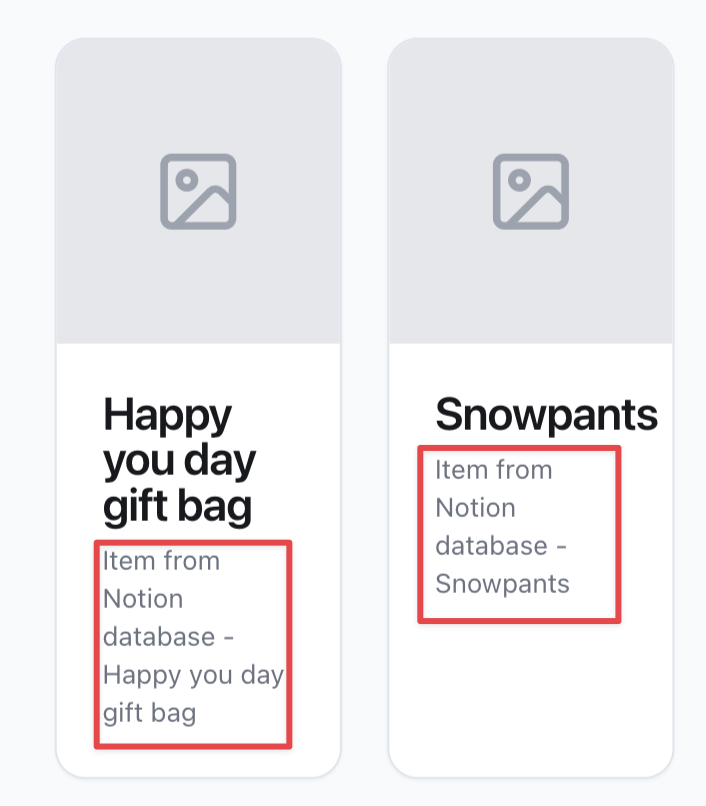 Happy
you day
gift bag
Item from
Notion
database -
Happy you day
gift bag
Snowpants
Item from
Notion
database -
Snowpants